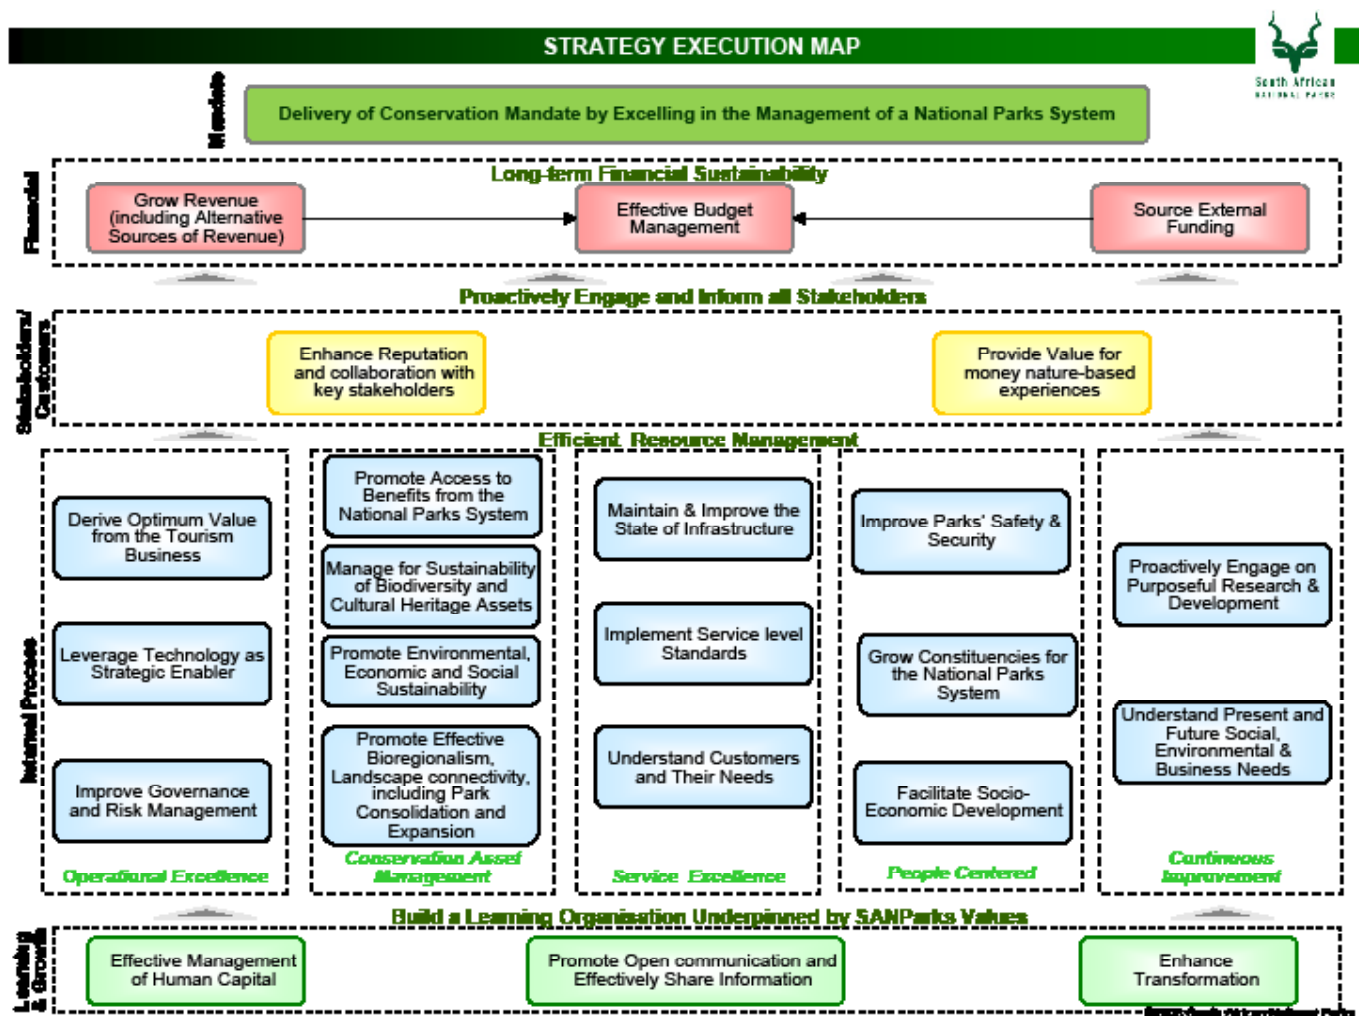 STRATEGY EXECUTION MAP
South African
NATIONAL PARKS
Mandate
Delivery of Conservation Mandate by Excelling in the Management of a National Parks System
Financial
Long-term Financial Sustainability
Grow Revenue
(including Alternative
Sources of Revenue)
Effective Budget
Management
Source External
Funding
Proactively Engage and Inform all Stakeholders
Stakeholders/
Customers
Enhance Reputation
and collaboration with
key stakeholders
Provide Value for
money nature-based
experiences
Efficient Resource Management
Internal Process
Derive Optimum Value
from the Tourism
Business
Leverage Technology as
Strategic Enabler
Improve Governance
and Risk Management
Operational Excellence
Promote Access to
Benefits from the
National Parks System
Manage for Sustainability
of Biodiversity and
Cultural Heritage Assets
Promote Environmental,
Economic and Social
Sustainability
Promote Effective
Bioregionalism,
Landscape connectivity,
including Park
Consolidation and
Expansion
Conservation Asset
Management
Maintain & Improve the
State of Infrastructure
Implement Service level
Standards
Understand Customers
and Their Needs
Service Excellence
Improve Parks' Safety &
Security
Grow Constituencies for
the National Parks
System
Facilitate Socio-
Economic Development
People Centered
Proactively Engage on
Purposeful Research &
Development
Understand Present and
Future Social,
Environmental &
Business Needs
Continuous
Improvement
Build a Learning Organisation Underpinned by SANParks Values
Learning
& Growth
Effective Management
of Human Capital
Promote Open communication and
Effectively Share Information
Enhance
Transformation